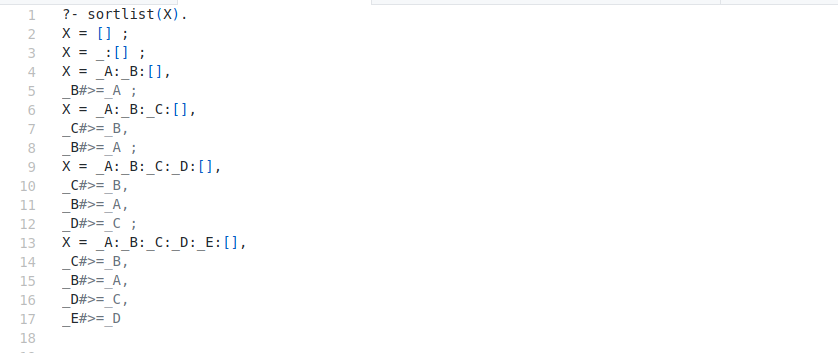 1 ?- sortlist(X).
2 X = [] ;
3 X = _:[] ;
4 X = _A:_B:[],
5 _B#>=_A ;
6 X = _A:_B:_C:[],
7 _C#>=_B,
8 _B#>=_A ;
9 X = _A:_B:_C:_D:[],
10 _C#>=_B,
11 _B#>=_A,
12 _D#>=_C ;
13 X = _A:_B:_C:_D:_E:[],
14 _C#>=_B,
15 _B#>=_A,
16 _D#>=_C,
17 _E#>=_D
18